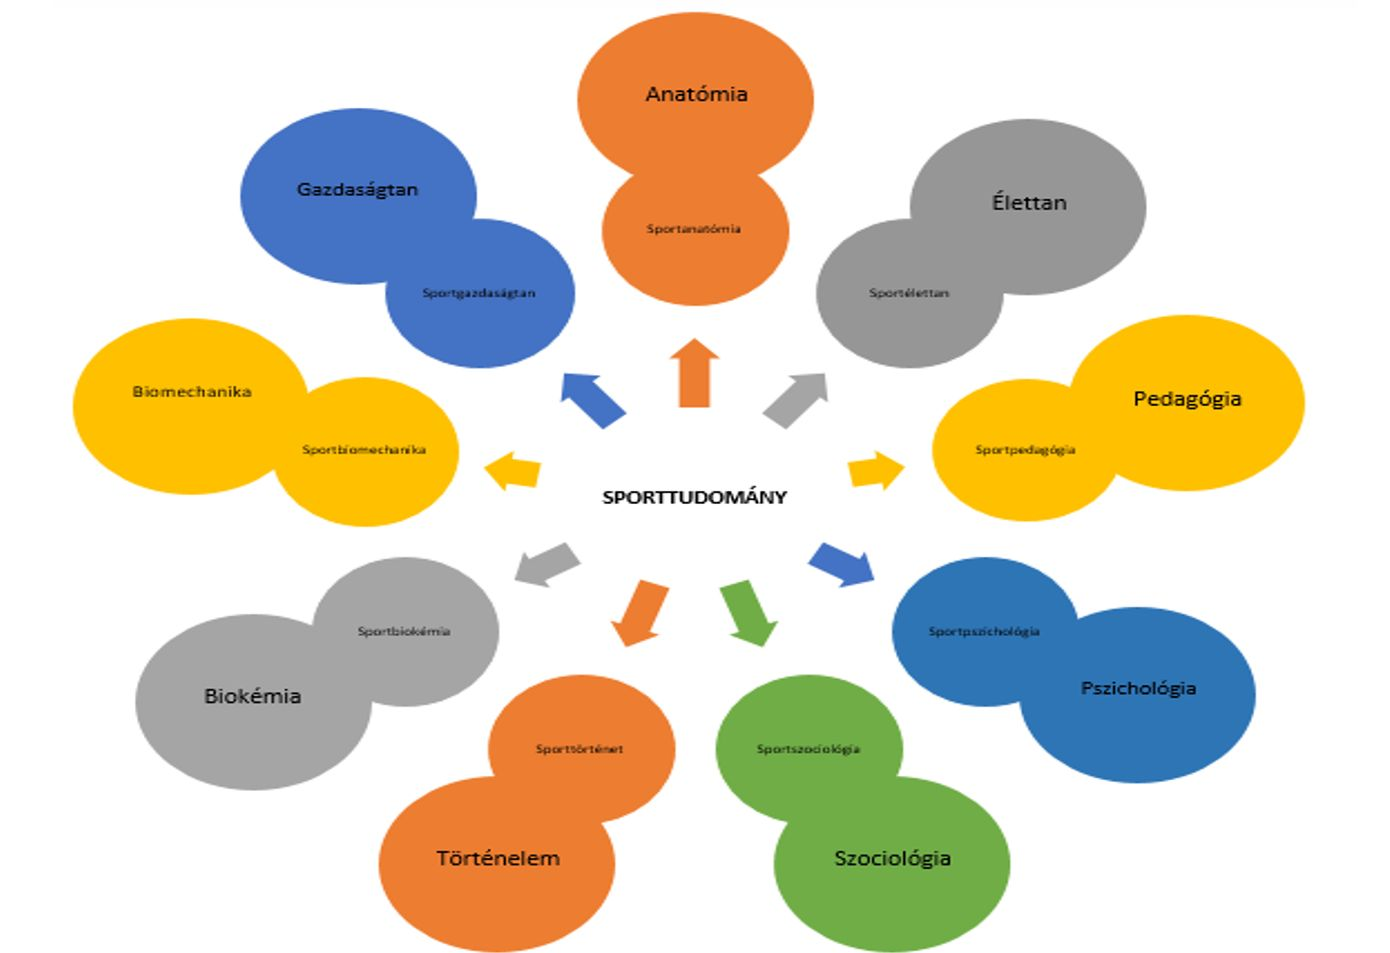 Anatómia
Sportanatómia
Gazdaságtan
Sportgazdaságtan
Élettan
Sportélettan
Biomechanika
Sportbiomechanika
Pedagógia
Sportpedagógia
SPORTTUDOMÁNY
Sportbiokémia
Biokémia
Sportpszichológia
Pszichológia
Sporttörténet
Történelem
Sportszociológia
Szociológia